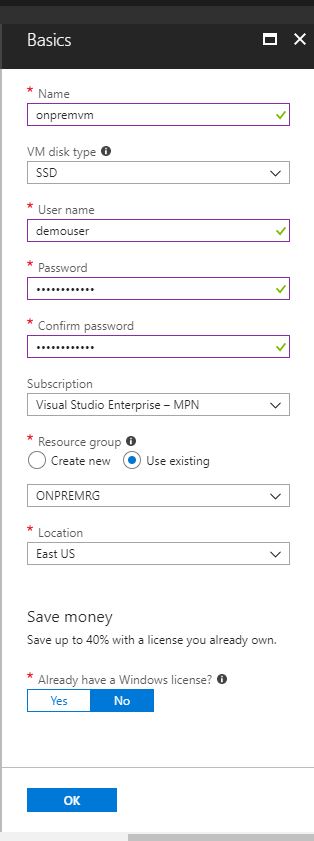 Basics
* Name
onpremvm
VM disk type
SSD
* User name
demouser
* Password
••••••••••••
* Confirm password
••••••••••••
Subscription
Visual Studio Enterprise – MPN
* Resource group
Create new Use existing
ONPREMRG
* Location
East US
Save money
Save up to 40% with a license you already own.
* Already have a Windows license?
Yes No
OK